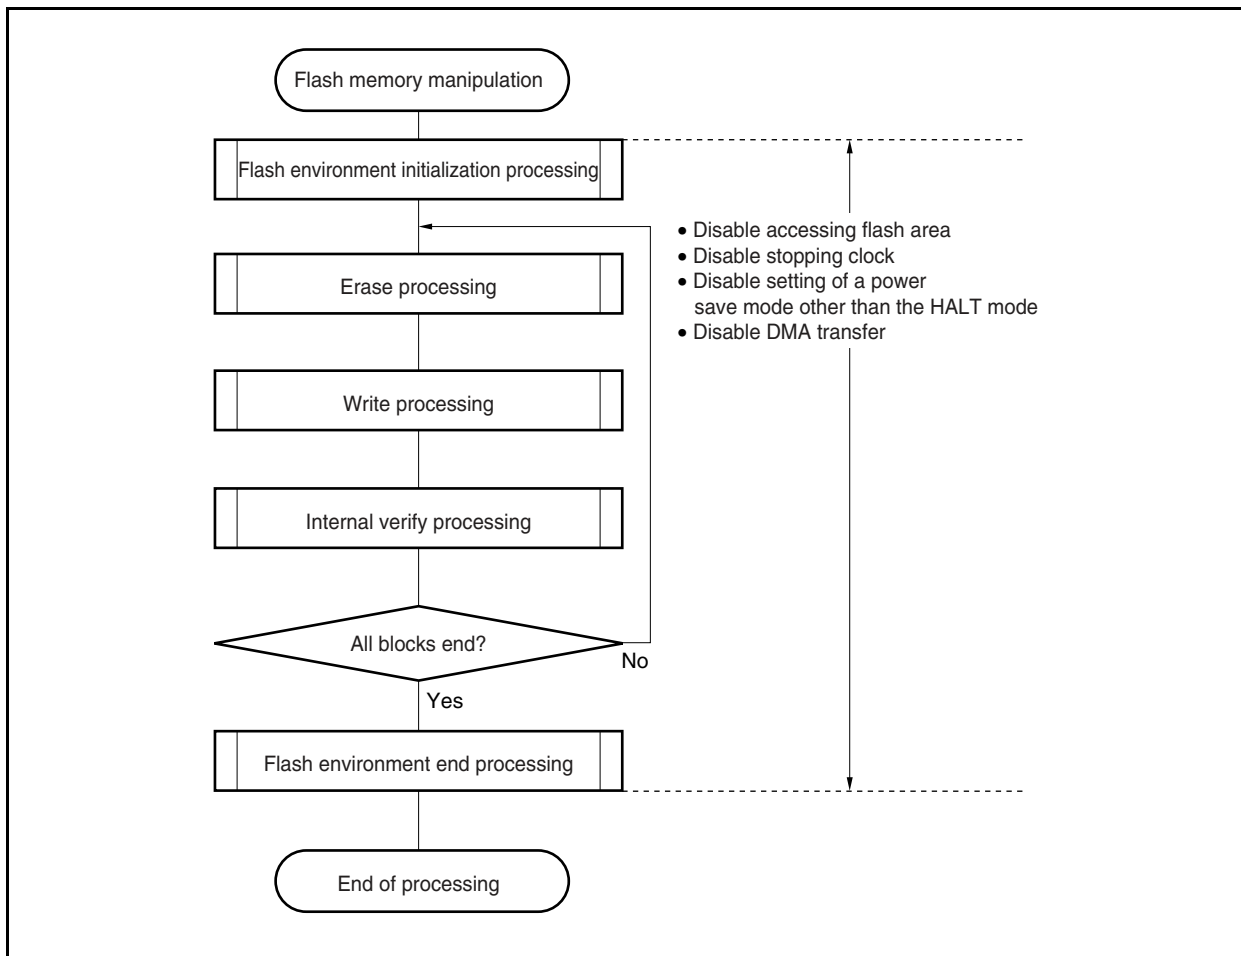 Flash memory manipulation
Flash environment initialization processing
• Disable accessing flash area
• Disable stopping clock
• Disable setting of a power
save mode other than the HALT mode
• Disable DMA transfer
Erase processing
Write processing
Internal verify processing
All blocks end?
No
Yes
Flash environment end processing
End of processing